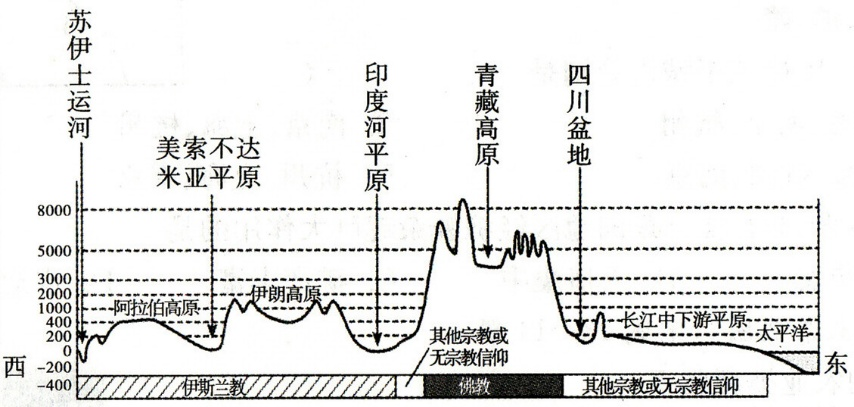 苏伊士运河
美索不达
米亚平原
印度河平原
青藏高原
四川盆地
8000
5000
3000
2000
1000
400
200
0
-200
-400
阿拉伯高原
伊朗高原
长江中下游平原
太平洋
西
东
其他宗教或
无宗教信仰
伊斯兰教
佛教
其他宗教或无宗教信仰